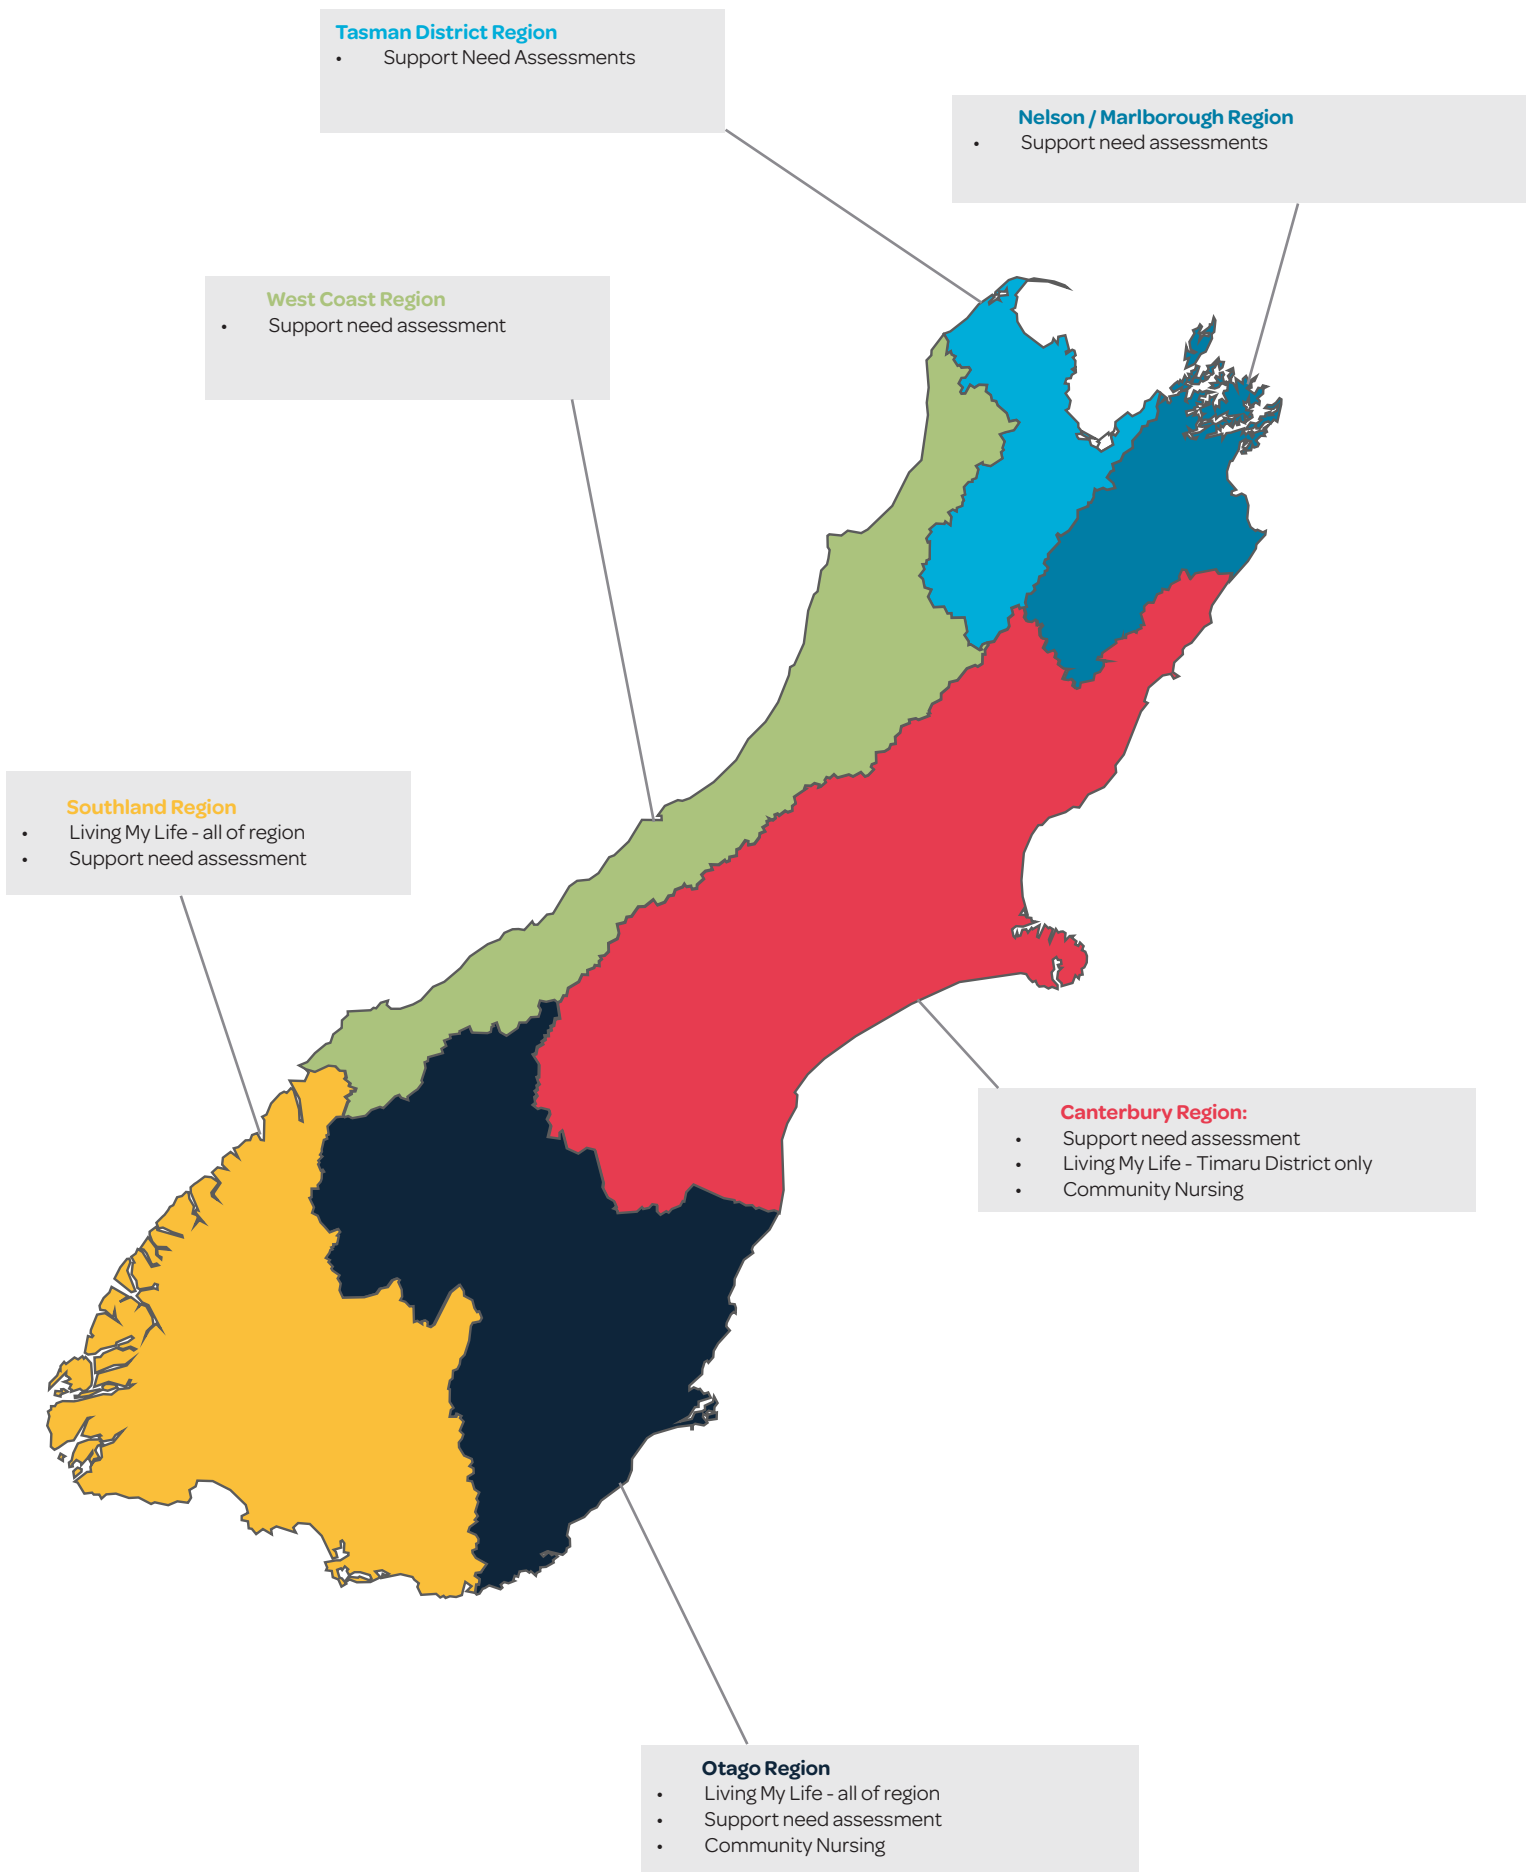 Tasman District Region
• Support Need Assessments
Nelson / Marlborough Region
• Support need assessments
West Coast Region
• Support need assessment
Southland Region
• Living My Life - all of region
• Support need assessment
Canterbury Region:
• Support need assessment
• Living My Life - Timaru District only
• Community Nursing
Otago Region
• Living My Life - all of region
• Support need assessment
• Community Nursing